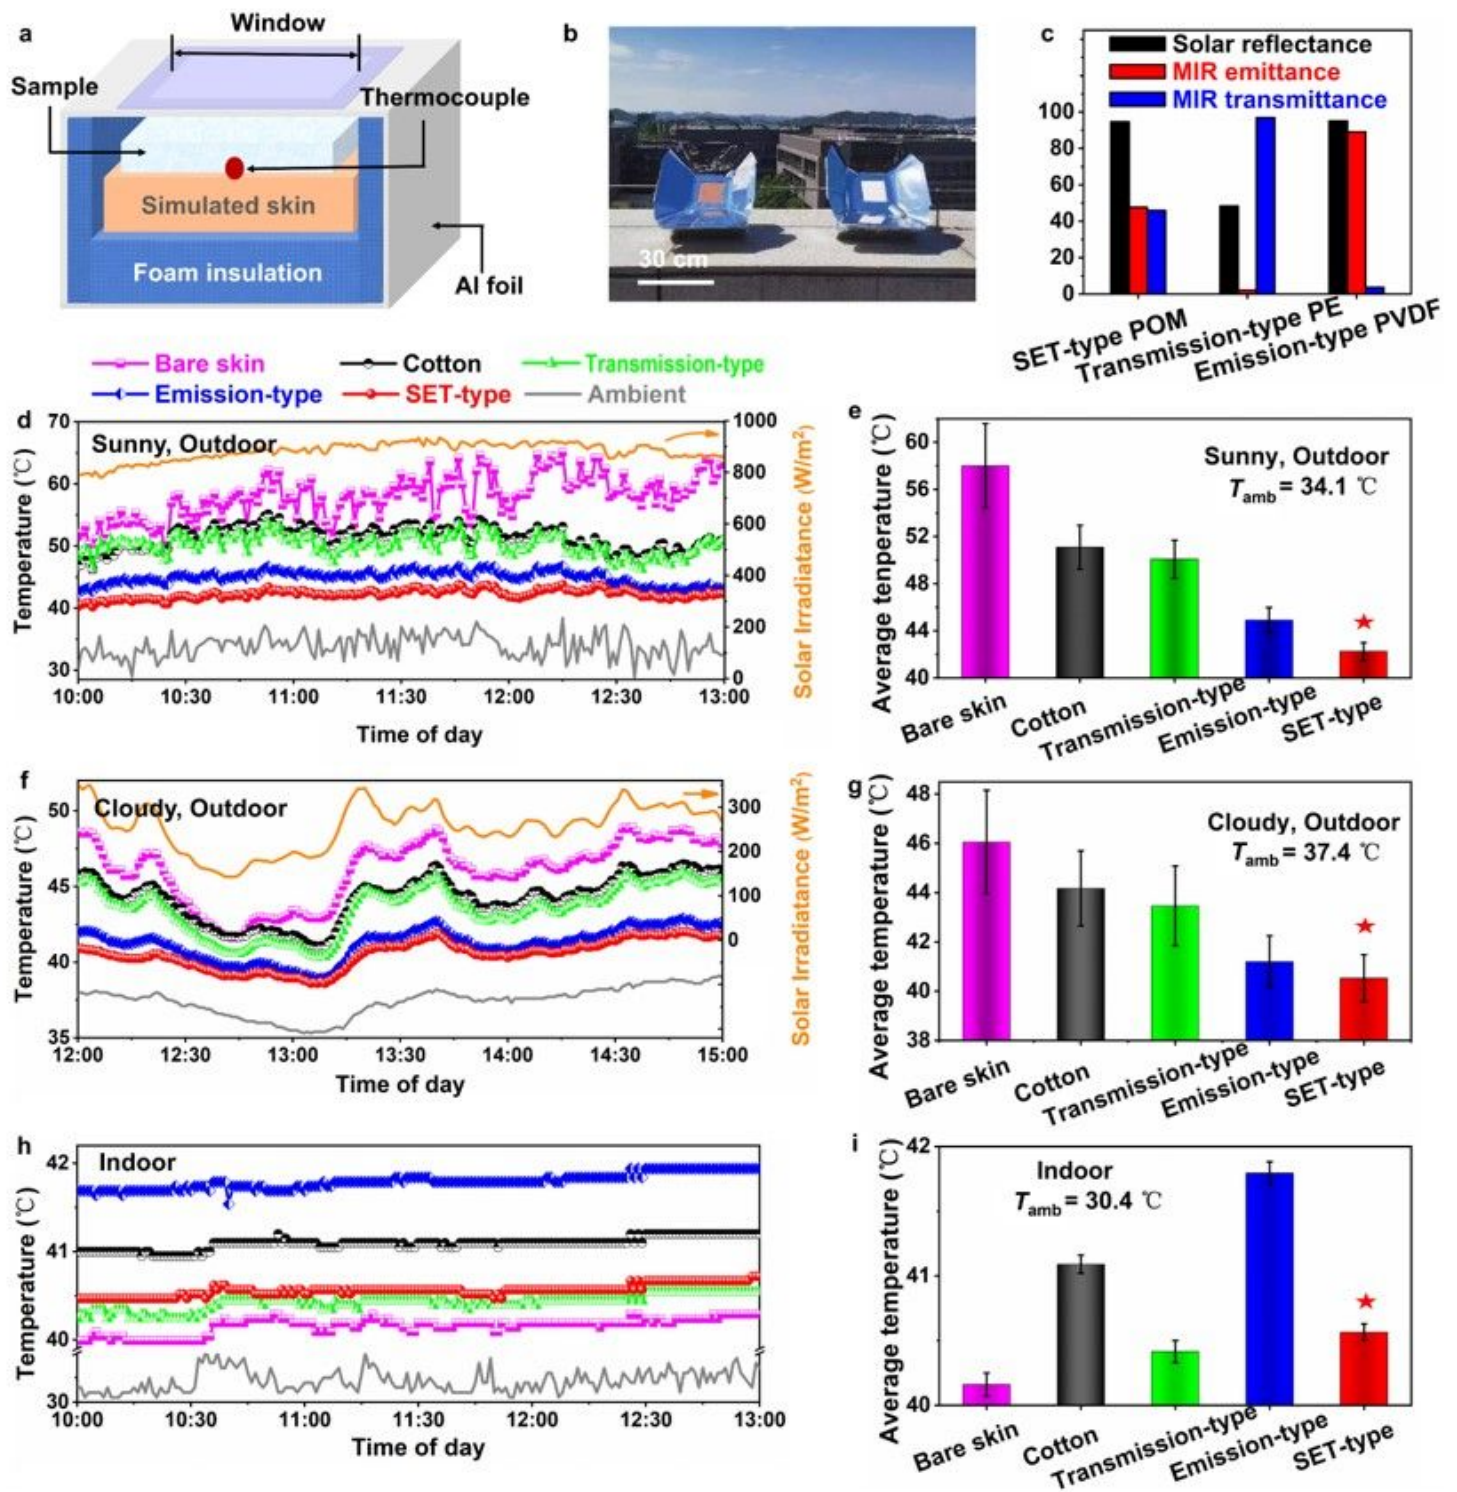 a
Window
Sample
Thermocouple
Simulated skin
Foam insulation
Al foil
b
30 cm
c
Solar reflectance
MIR emittance
MIR transmittance
100
80
60
40
20
0
SET-type POM
Transmission-type PE
Emission-type PVDF
Bare skin
Cotton
Transmission-type
Emission-type
SET-type
Ambient
d
Sunny, Outdoor
Temperature (℃)
70
60
50
40
30
10:00 10:30 11:00 11:30 12:00 12:30 13:00
Time of day
1000
800
600
400
200
0
Solar Irradiatance (W/m²)
e
Average tenperature (℃)
60
56
52
48
44
40
Sunny, Outdoor
Tamb = 34.1 ℃
Bare skin
Cotton
Transmission-type
Emission-type
SET-type
f
Cloudy, Outdoor
Temperature (℃)
50
45
40
35
12:00 12:30 13:00 13:30 14:00 14:30 15:00
Time of day
300
200
100
0
Solar Irradiatance (W/m²)
g
Average temperature (℃)
48
46
44
42
40
38
Cloudy, Outdoor
Tamb = 37.4 ℃
Bare skin
Cotton
Transmission-type
Emission-type
SET-type
h
Indoor
Temperature (℃)
42
41
40
30
10:00 10:30 11:00 11:30 12:00 12:30 13:00
Time of day
i
Average temperature (℃)
42
41
40
Indoor
Tamb = 30.4 ℃
Bare skin
Cotton
Transmission-type
Emission-type
SET-type